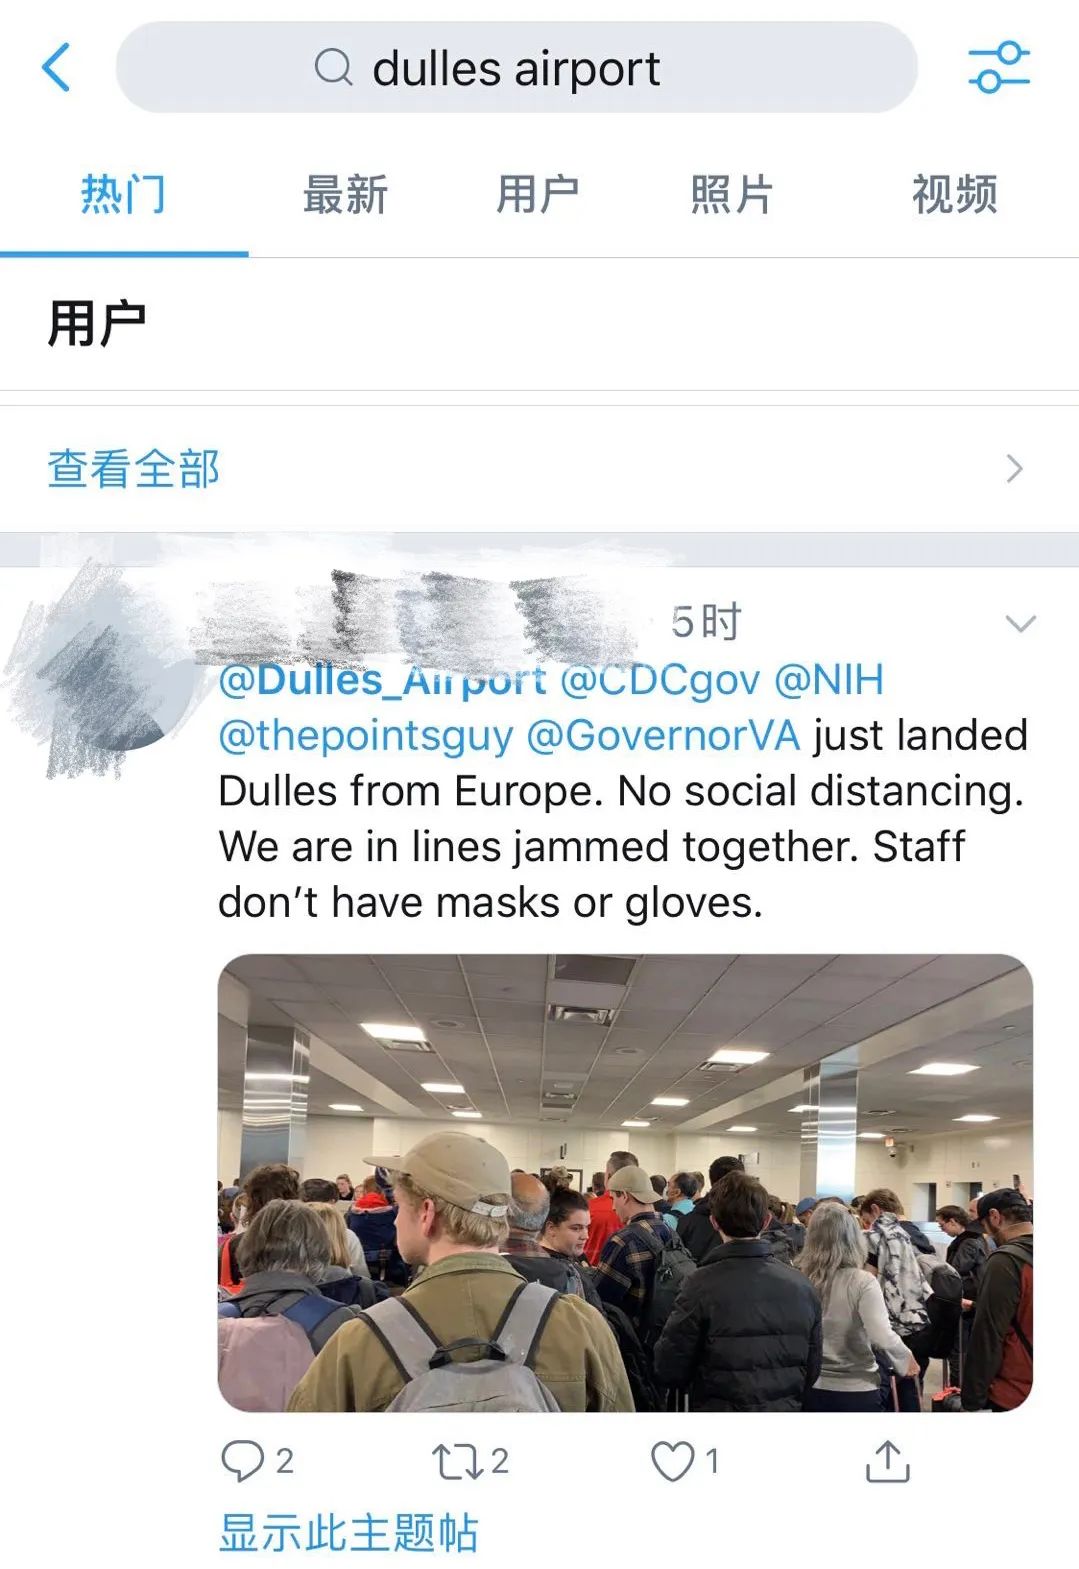 dulles airport
热门 最新 用户 照片 视频
用户
查看全部
5时
@Dulles_Airport @CDCgov @NIH
@thepointsguy @GovernorVA just landed
Dulles from Europe. No social distancing.
We are in lines jammed together. Staff
don't have masks or gloves.
2 2 1
显示此主题帖